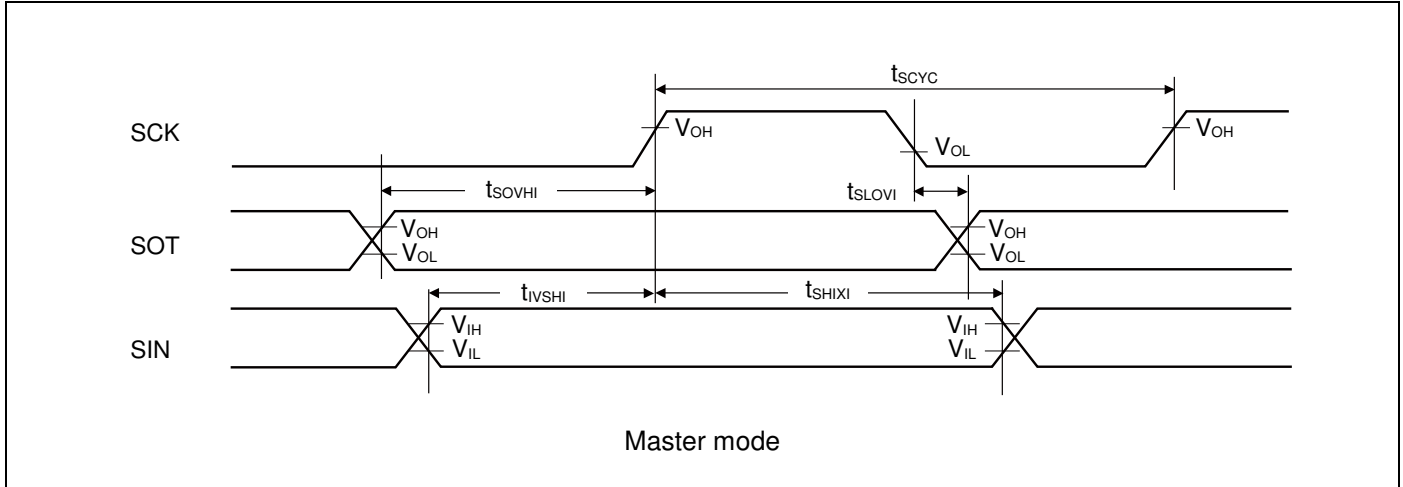 tSCYC
SCK
VOH
VOL
VOH
tSOVHI
tSLOVI
SOT
VOH
VOL
VOH
VOL
tIVSHI
tSHIXI
SIN
VIH
VIL
VIH
VIL
Master mode